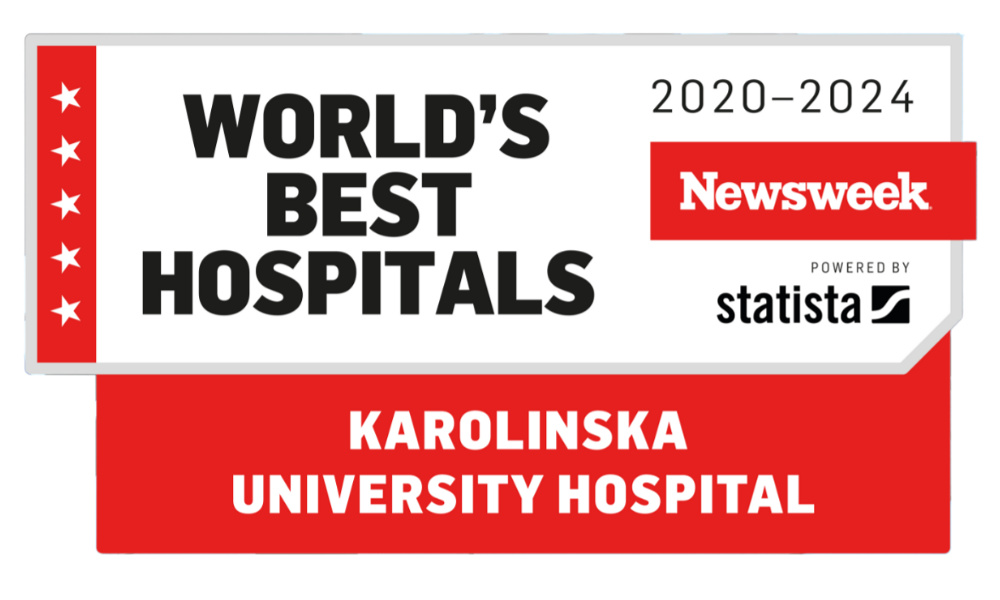 WORLD'S
BEST
HOSPITALS
2020–2024
Newsweek
POWERED BY
statista
KAROLINSKA
UNIVERSITY HOSPITAL